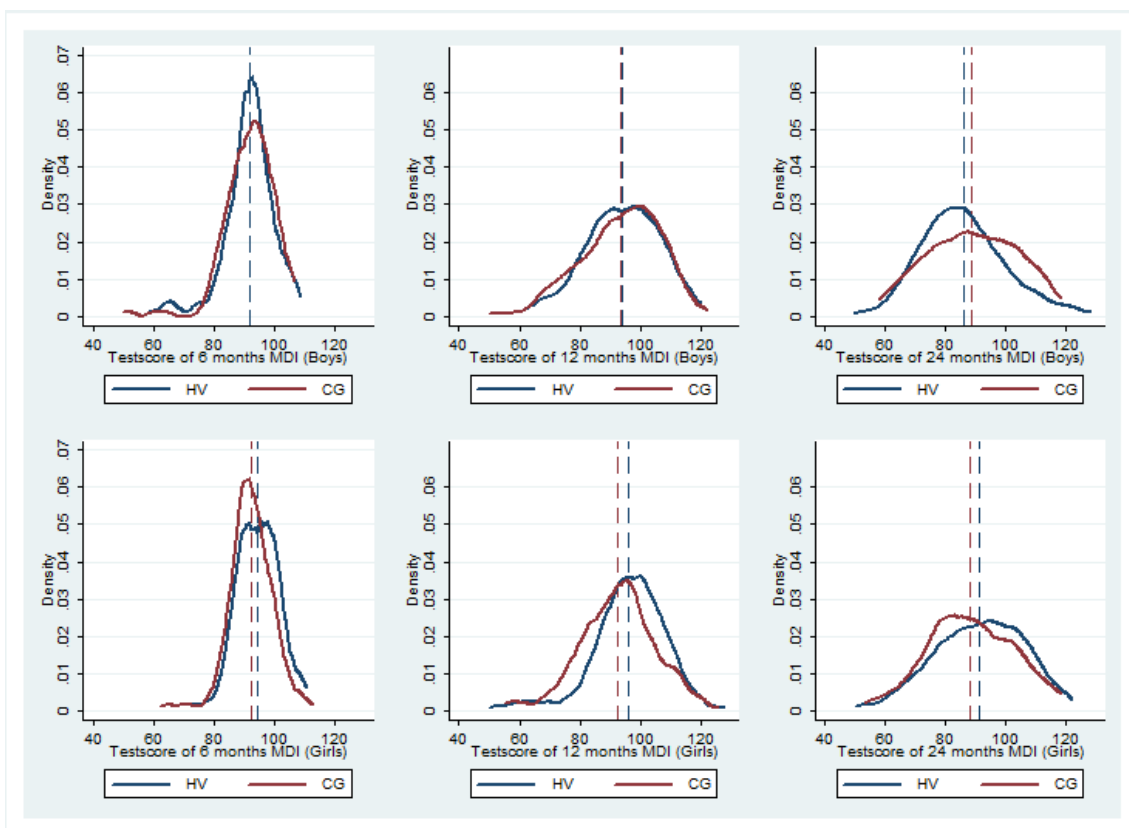 .07
.06
.05
.04
.03
.02
.01
0
Density
40 60 80 100 120
Testscore of 6 months MDI (Boys)
HV CG
.07
.06
.05
.04
.03
.02
.01
0
Density
40 60 80 100 120
Testscore of 12 months MDI (Boys)
HV CG
.07
.06
.05
.04
.03
.02
.01
0
Density
40 60 80 100 120
Testscore of 24 months MDI (Boys)
HV CG
.07
.06
.05
.04
.03
.02
.01
0
Density
40 60 80 100 120
Testscore of 6 months MDI (Girls)
HV CG
.07
.06
.05
.04
.03
.02
.01
0
Density
40 60 80 100 120
Testscore of 12 months MDI (Girls)
HV CG
.07
.06
.05
.04
.03
.02
.01
0
Density
40 60 80 100 120
Testscore of 24 months MDI (Girls)
HV CG